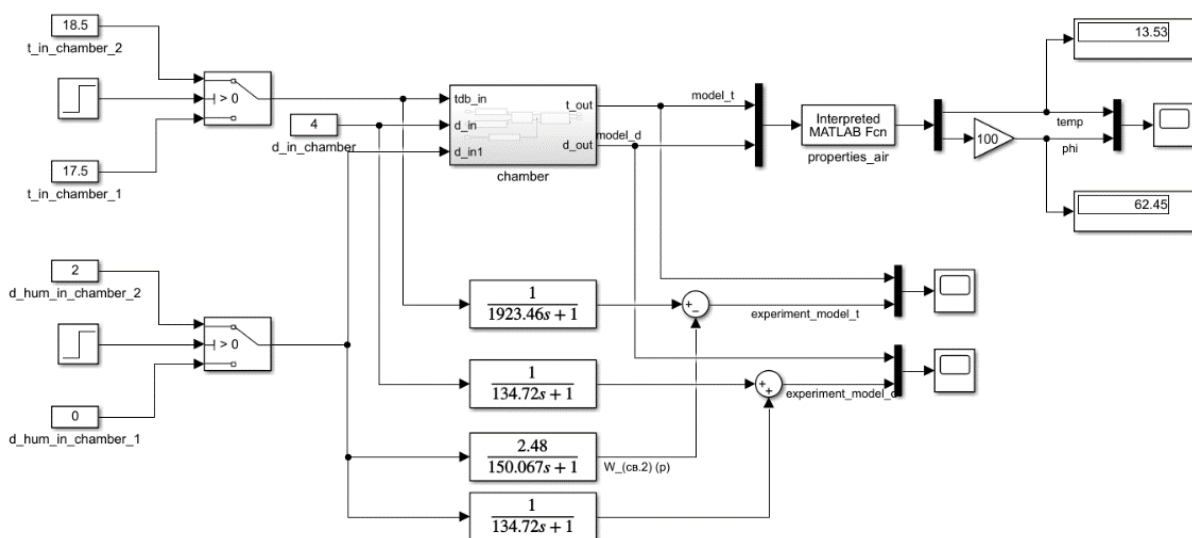 18.5
t_in_chamber_2
> 0
17.5
t_in_chamber_1
4
d_in_chamber
tdb_in
d_in
d_in1
t_out
d_out
chamber
model_t
model_d
Interpreted
MATLAB Fcn
properties_air
100
temp
phi
13.53
62.45
2
d_hum_in_chamber_2
> 0
0
d_hum_in_chamber_1
1
1923.46s + 1
+
−
experiment_model_t
1
134.72s + 1
+
+
experiment_model_d
2.48
150.067s + 1
W_(св.2) (p)
1
134.72s + 1